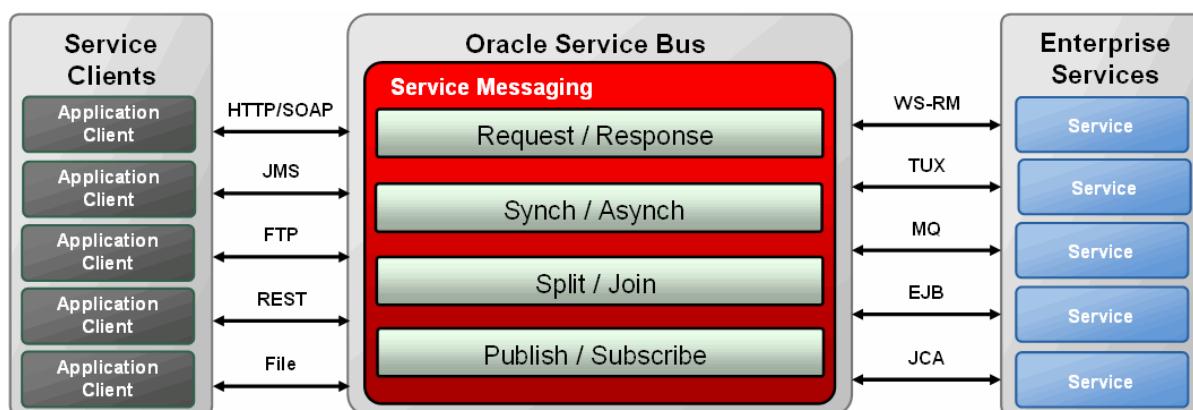 Service
Clients
Application
Client
Application
Client
Application
Client
Application
Client
Application
Client
HTTP/SOAP
JMS
FTP
REST
File
Oracle Service Bus
Service Messaging
Request / Response
Synch / Asynch
Split / Join
Publish / Subscribe
WS-RM
TUX
MQ
EJB
JCA
Enterprise
Services
Service
Service
Service
Service
Service